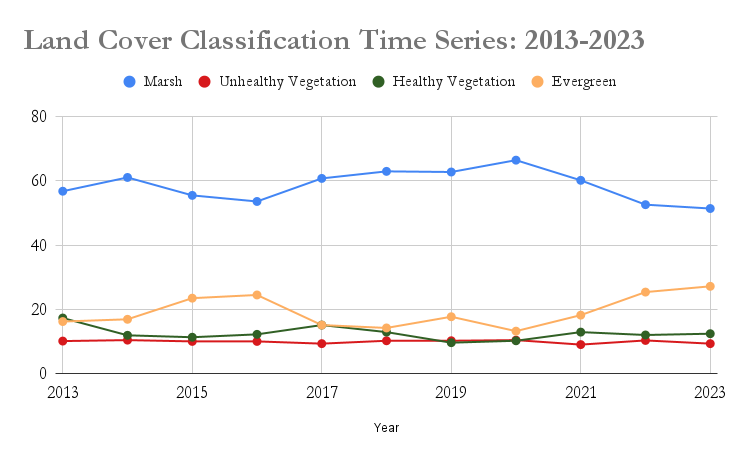 Land Cover Classification Time Series: 2013-2023
Marsh Unhealthy Vegetation Healthy Vegetation Evergreen
80
60
40
20
0
2013 2015 2017 2019 2021 2023
Year